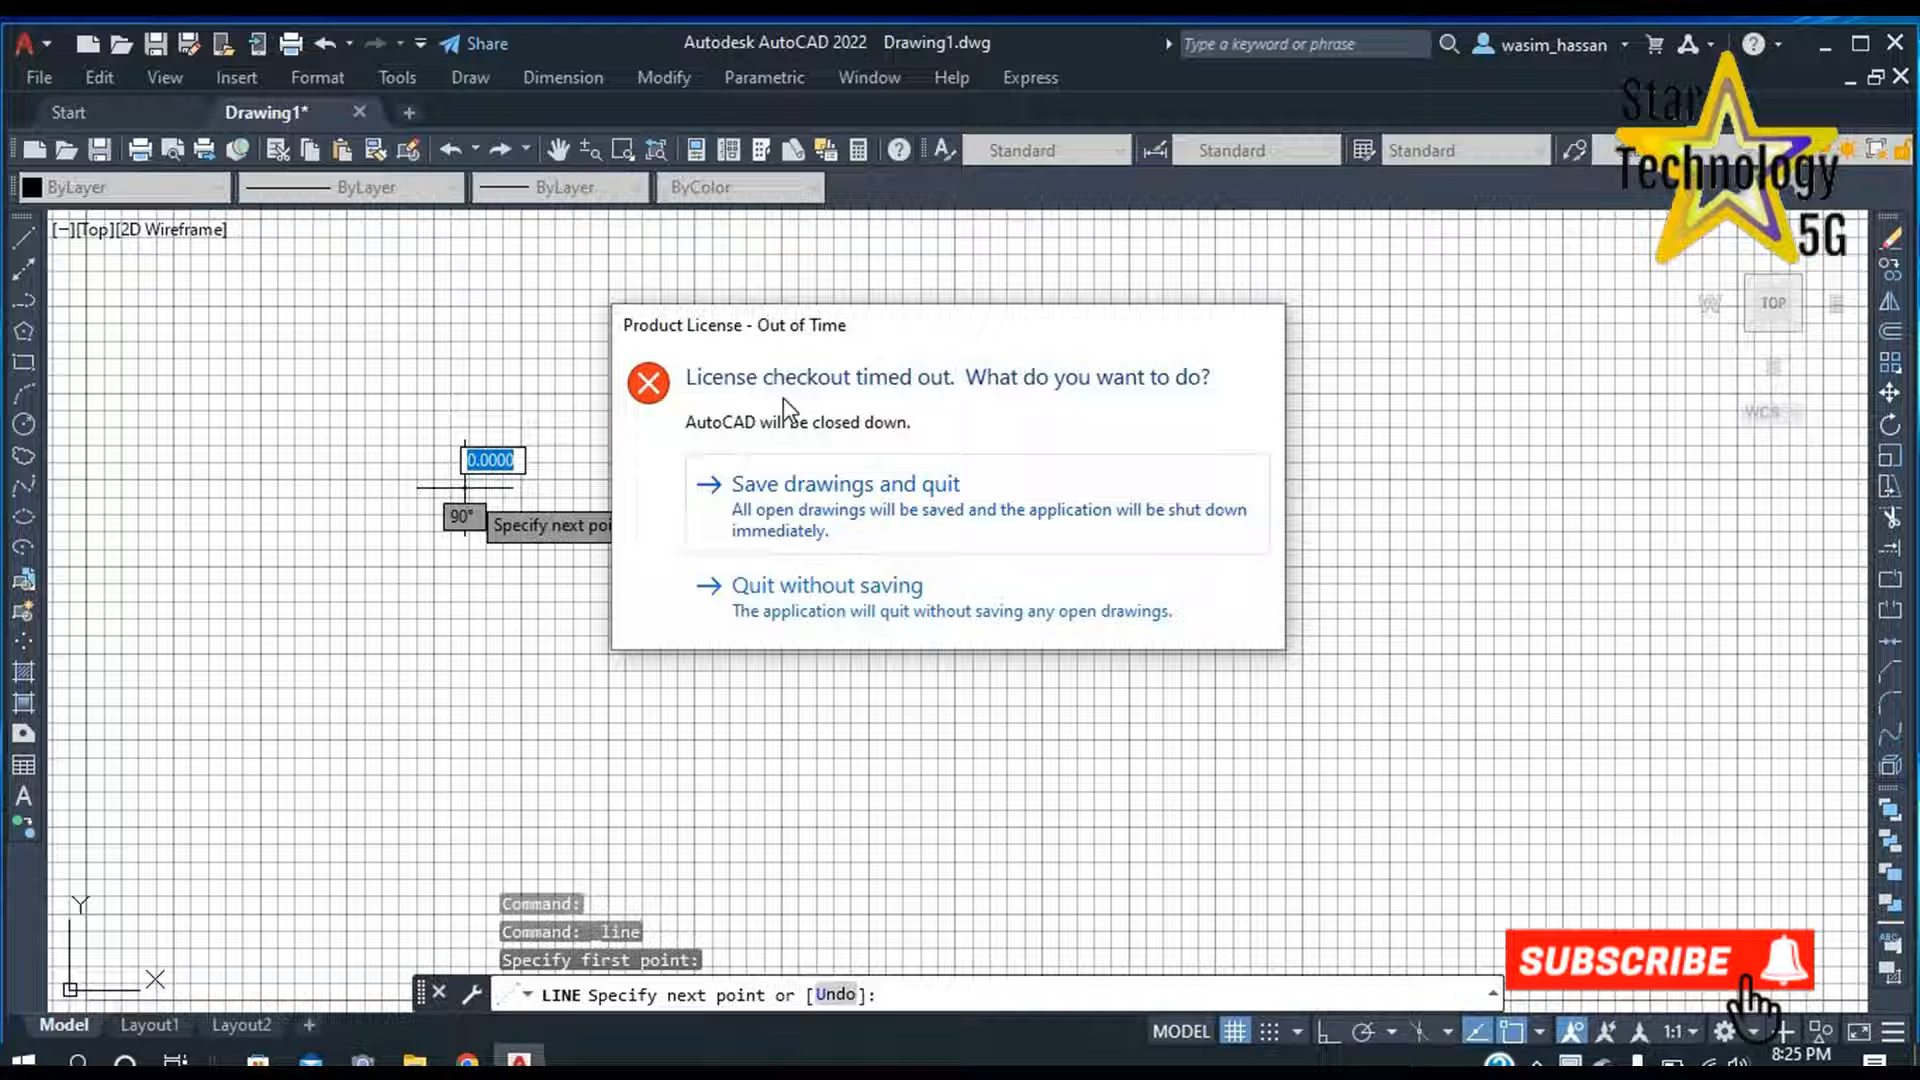 Share
Autodesk AutoCAD 2022 Drawing1.dwg
Type a keyword or phrase
wasim_hassan
File Edit View Insert Format Tools Draw Dimension Modify Parametric Window Help Express
Start
Drawing1*
Standard
Standard
Standard
Star
Technology
5G
ByLayer
ByLayer
ByLayer
ByColor
[−][Top][2D Wireframe]
W
TOP
E
WCS
Product License - Out of Time
License checkout timed out. What do you want to do?
AutoCAD will be closed down.
Save drawings and quit
All open drawings will be saved and the application will be shut down
immediately.
Quit without saving
The application will quit without saving any open drawings.
0.0000
90°
Specify next poi
A
Y
X
Command:
Command: _line
Specify first point:
LINE Specify next point or [Undo]:
SUBSCRIBE
Model Layout1 Layout2
MODEL
1:1
8:25 PM